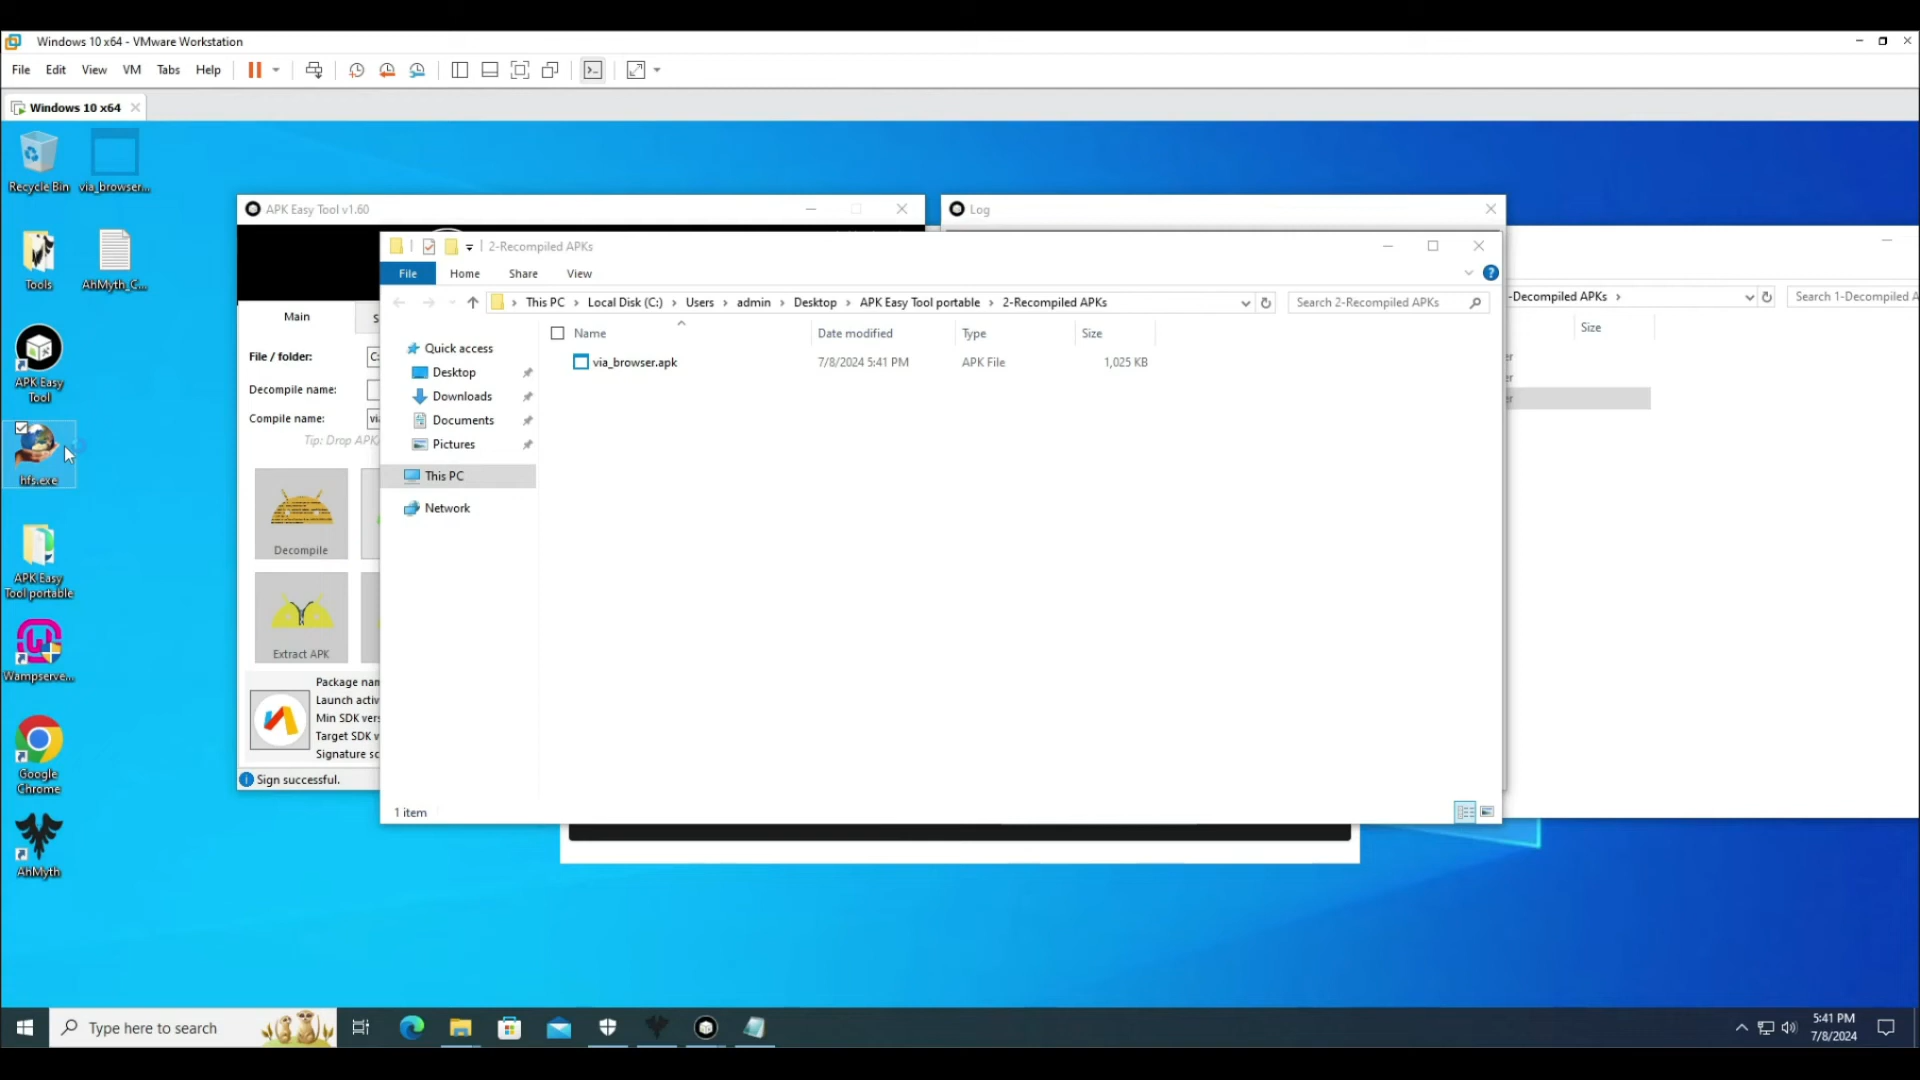 Windows 10 x64 - VMware Workstation
File Edit View VM Tabs Help
Windows 10 x64
Recycle Bin
via_browser...
Tools
AhMyth_C...
APK Easy
Tool
hfs.exe
APK Easy
Tool portable
Wampserve...
Google
Chrome
AhMyth
APK Easy Tool v1.60
Main
File / folder:
C:
Decompile name:
Compile name:
via
Tip: Drop APK
Decompile
Extract APK
Package nam
Launch activ
Min SDK vers
Target SDK v
Signature sc
Sign successful.
Log
2-Recompiled APKs
File Home Share View
This PC Local Disk (C:) Users admin Desktop APK Easy Tool portable 2-Recompiled APKs
Search 2-Recompiled APKs
Name Date modified Type Size
via_browser.apk 7/8/2024 5:41 PM APK File 1,025 KB
Quick access
Desktop
Downloads
Documents
Pictures
This PC
Network
1 item
-Decompiled APKs
Search 1-Decompiled A
Size
er
er
er
Type here to search
5:41 PM
7/8/2024